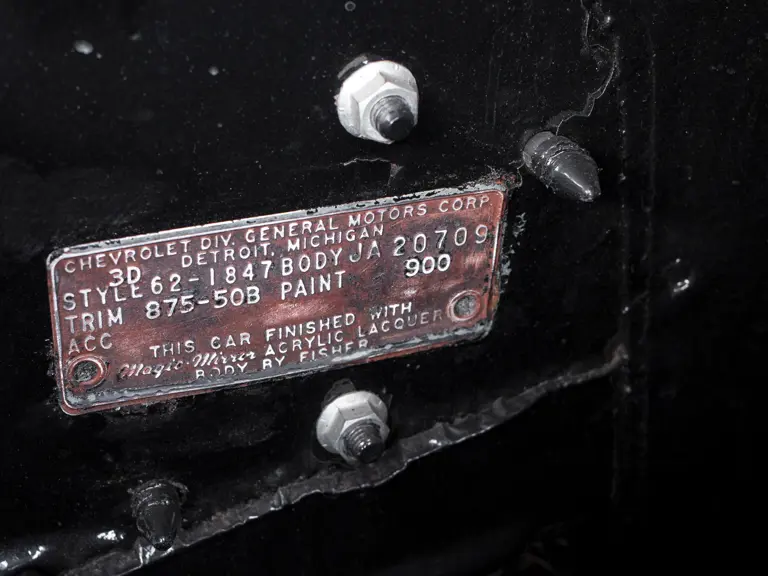 CHEVROLET DIV. GENERAL MOTORS CORP
DETROIT, MICHIGAN
3D
STYLE 62-1847 BODY JA 20709
TRIM 875-50B PAINT 900
ACC
THIS CAR FINISHED WITH
Magic-Mirror ACRYLIC LACQUER
BODY BY FISHER